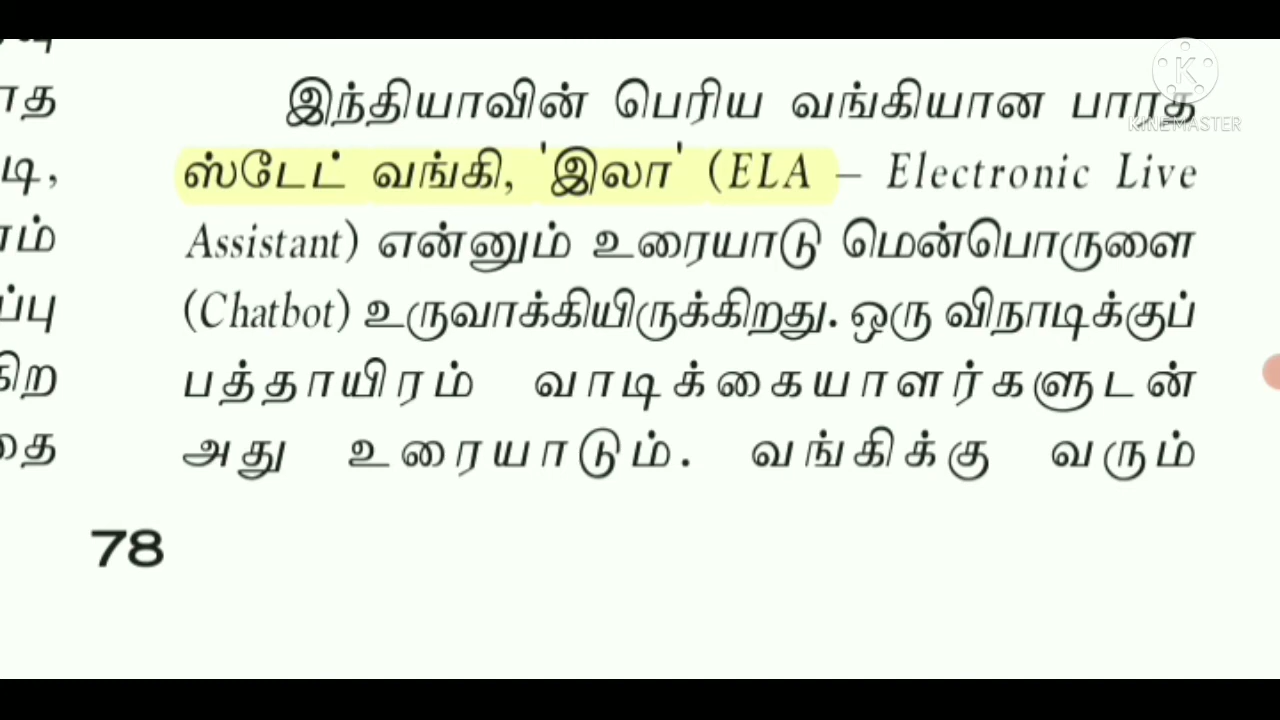 இந்தியாவின் பெரிய வங்கியான பாரத
ஸ்டேட் வங்கி, 'இலா' (ELA – Electronic Live
Assistant) என்னும் உரையாடு மென்பொருளை
(Chatbot) உருவாக்கியிருக்கிறது. ஒரு விநாடிக்குப்
பத்தாயிரம் வாடிக்கையாளர்களுடன்
அது உரையாடும். வங்கிக்கு வரும்
78
K
KINEMASTER